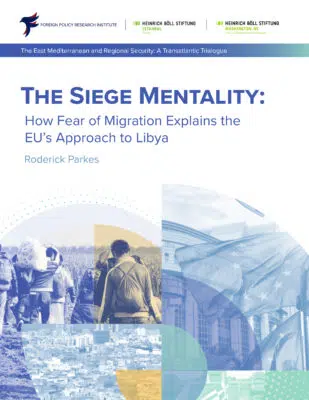 FOREIGN POLICY RESEARCH INSTITUTE
HEINRICH BÖLL STIFTUNG
ISTANBUL
HEINRICH BÖLL STIFTUNG
WASHINGTON, DC
The East Mediterranean and Regional Security: A Transatlantic Trialogue
THE SIEGE MENTALITY:
How Fear of Migration Explains the
EU's Approach to Libya
Roderick Parkes